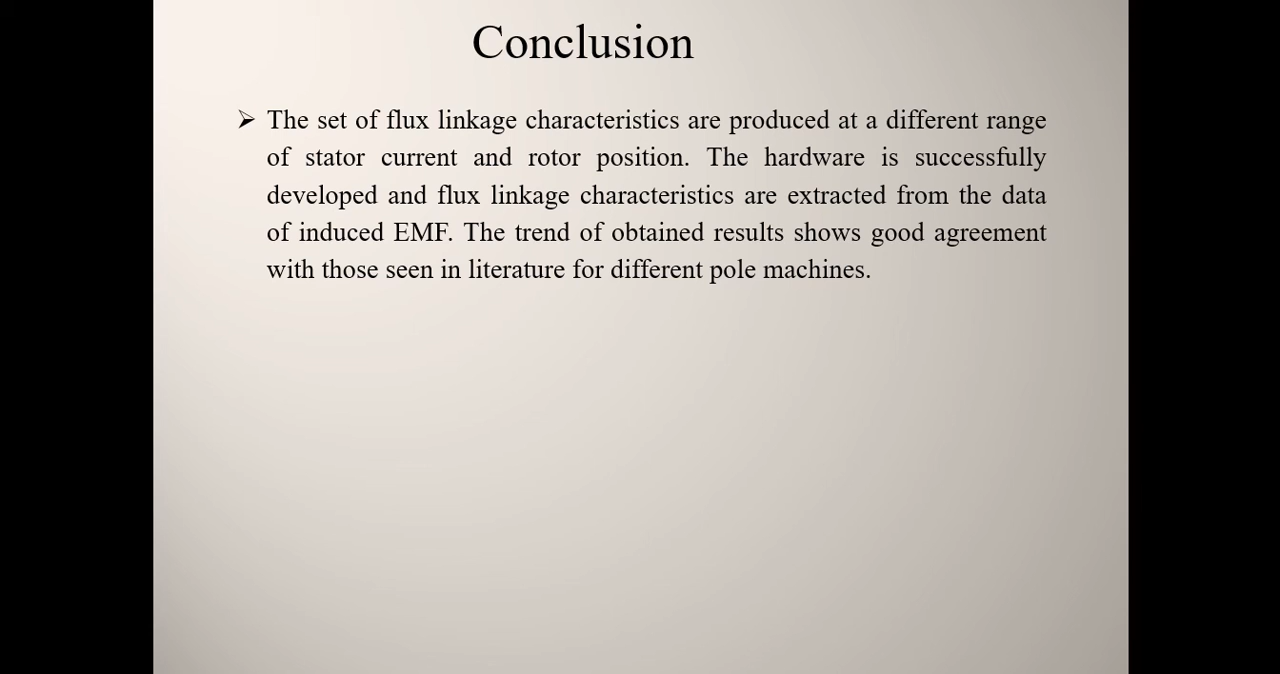 Conclusion
➢ The set of flux linkage characteristics are produced at a different range
of stator current and rotor position. The hardware is successfully
developed and flux linkage characteristics are extracted from the data
of induced EMF. The trend of obtained results shows good agreement
with those seen in literature for different pole machines.